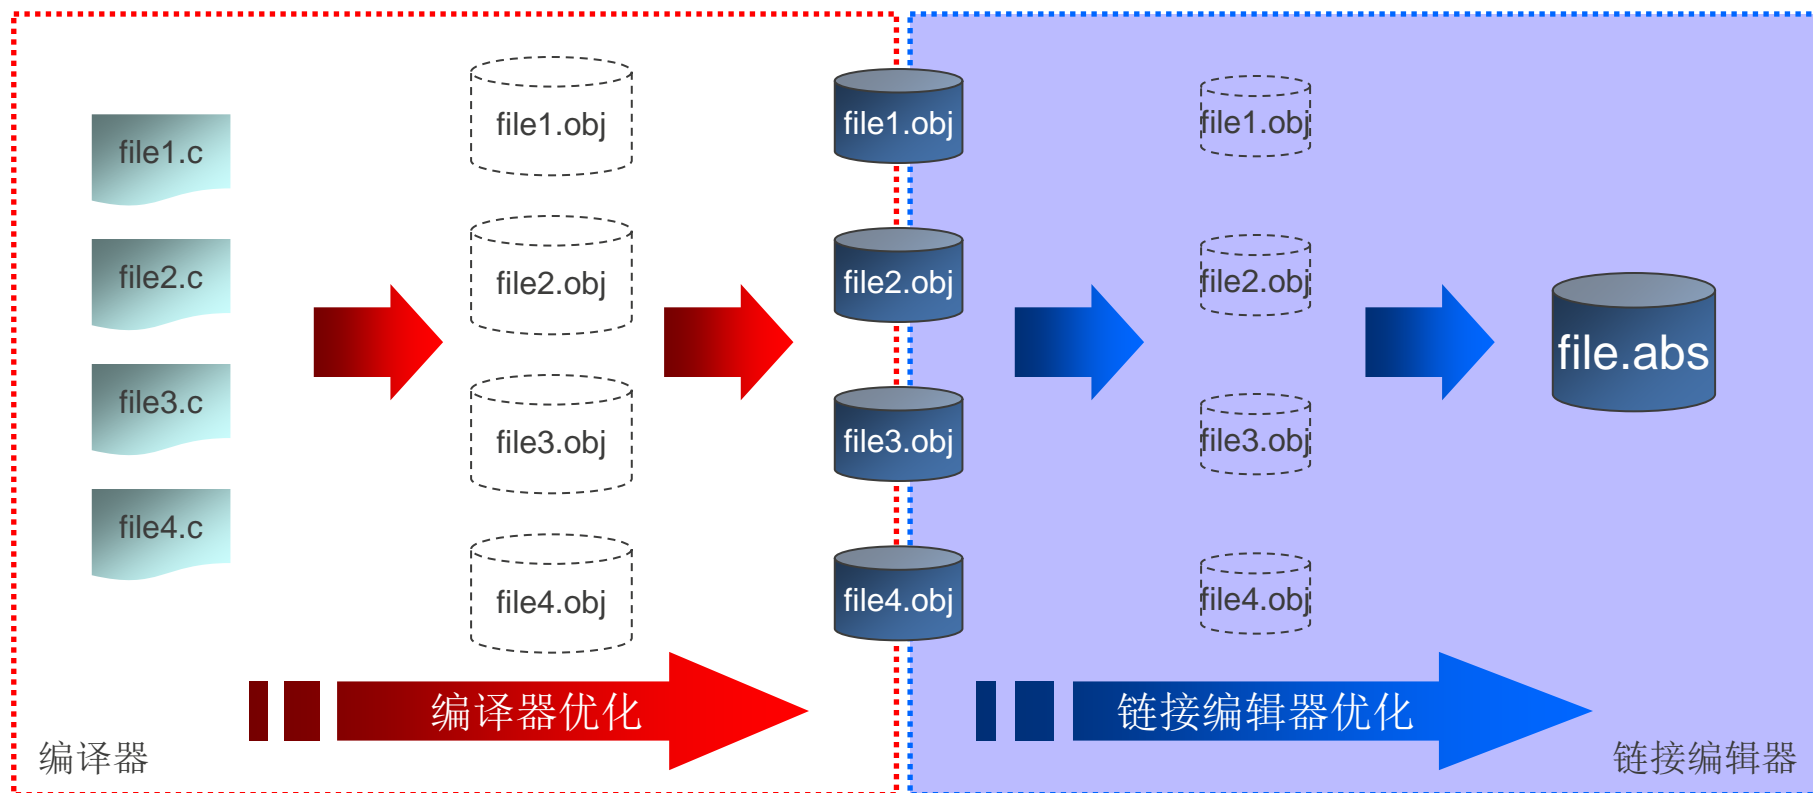 file1.c
file2.c
file3.c
file4.c
file1.obj
file2.obj
file3.obj
file4.obj
file1.obj
file2.obj
file3.obj
file4.obj
file1.obj
file2.obj
file3.obj
file4.obj
file.abs
编译器优化
链接编辑器优化
编译器
链接编辑器